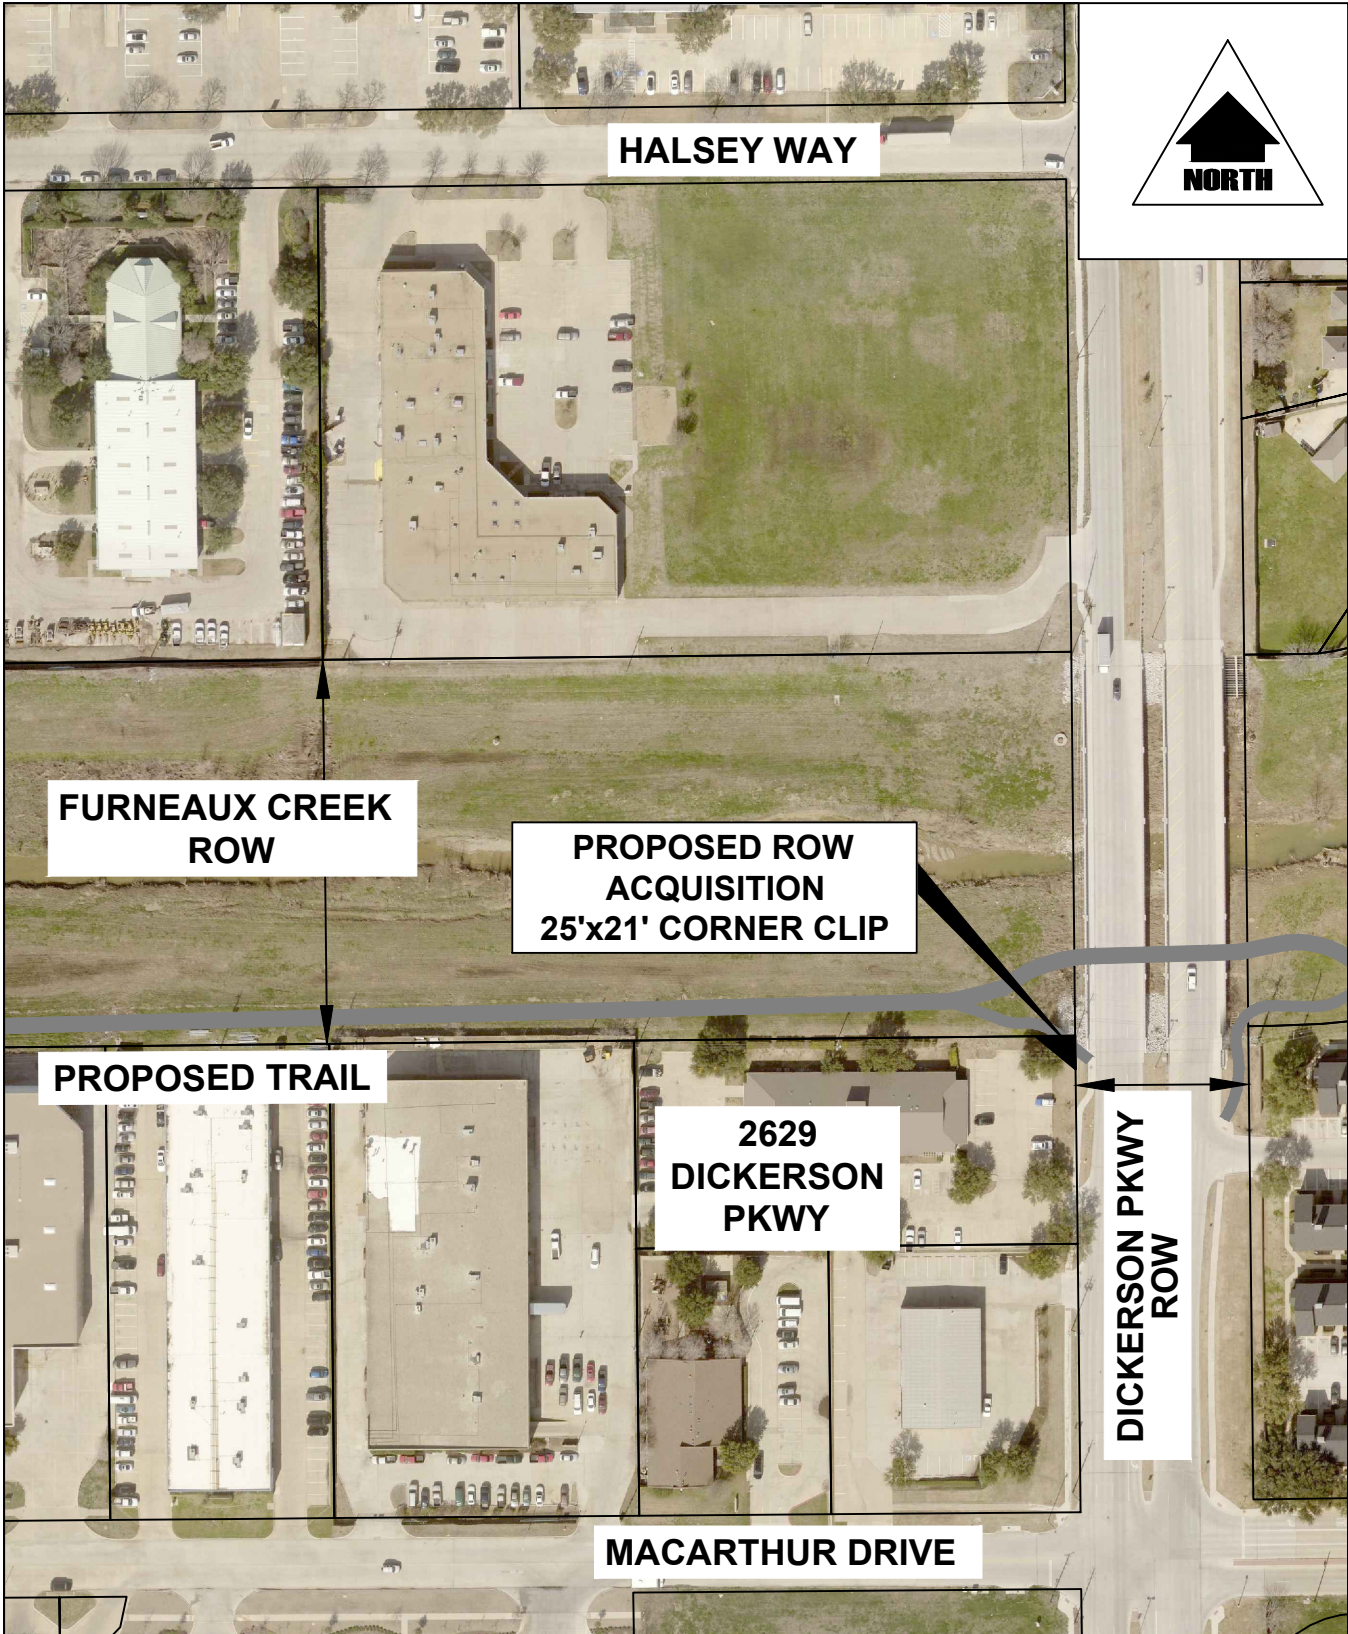 HALSEY WAY
NORTH
FURNEAUX CREEK
ROW
PROPOSED ROW
ACQUISITION
25'x21' CORNER CLIP
PROPOSED TRAIL
2629
DICKERSON
PKWY
DICKERSON PKWY
ROW
MACARTHUR DRIVE